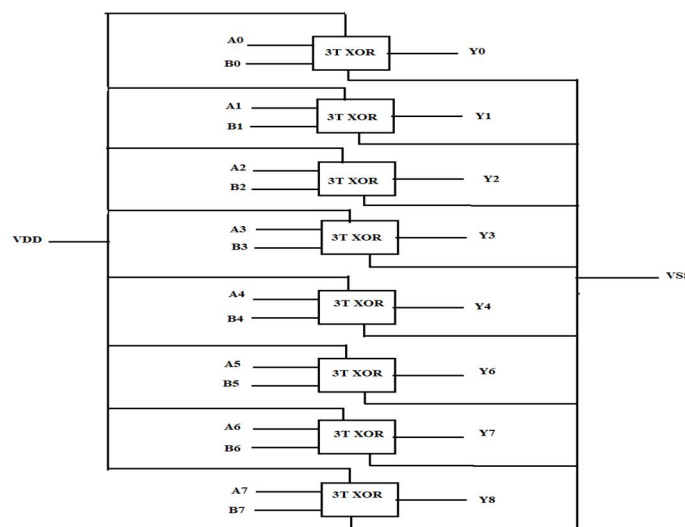 A0
B0
3T XOR
Y0
A1
B1
3T XOR
Y1
A2
B2
3T XOR
Y2
VDD
A3
B3
3T XOR
Y3
VSS
A4
B4
3T XOR
Y4
A5
B5
3T XOR
Y6
A6
B6
3T XOR
Y7
A7
B7
3T XOR
Y8